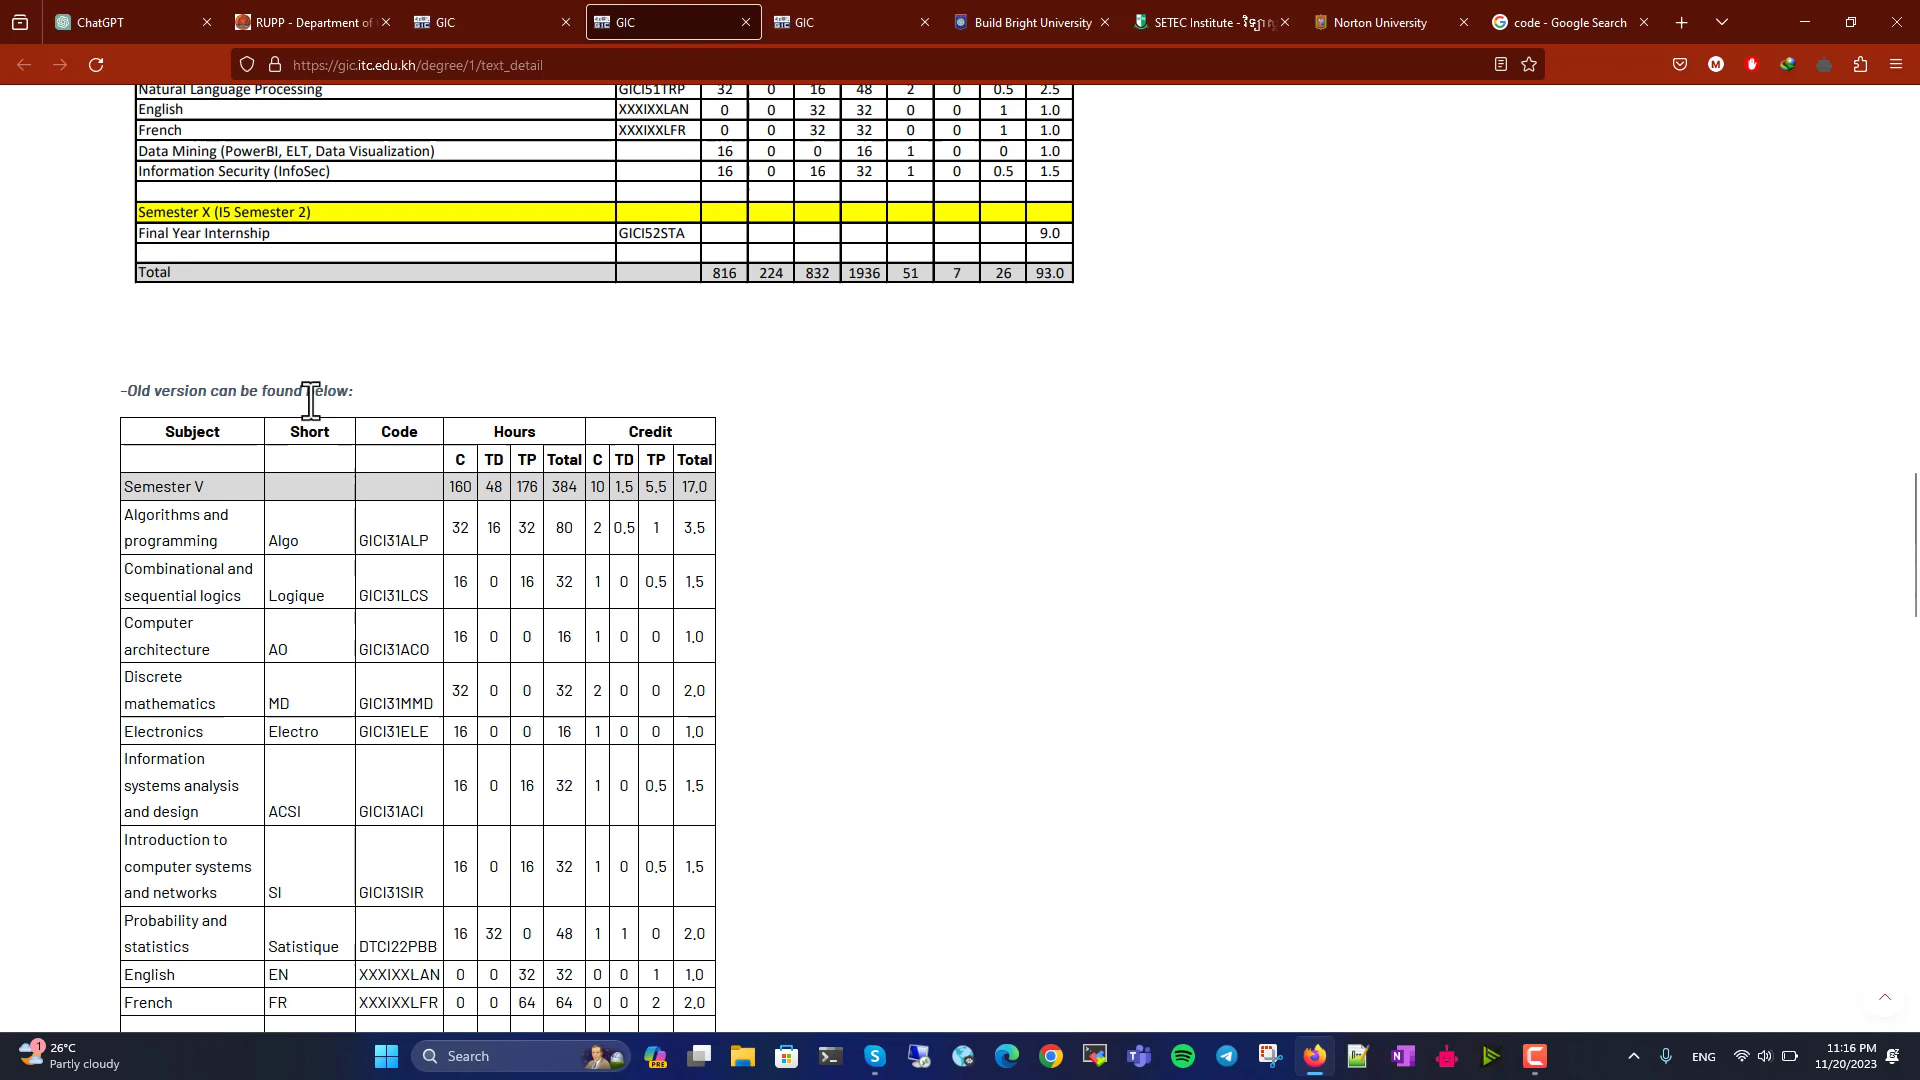 ChatGPT
RUPP - Department of
GIC
GIC
GIC
Build Bright University
SETEC Institute -
Norton University
code - Google Search
https://gic.itc.edu.kh/degree/1/text_detail
Natural Language Processing GICI51TRP 32 0 16 48 2 0 0.5 2.5
English XXXIXXLAN 0 0 32 32 0 0 1 1.0
French XXXIXXLFR 0 0 32 32 0 0 1 1.0
Data Mining (PowerBI, ELT, Data Visualization) 16 0 0 16 1 0 0 1.0
Information Security (InfoSec) 16 0 16 32 1 0 0.5 1.5
Semester X (I5 Semester 2)
Final Year Internship GICI52STA 9.0
Total 816 224 832 1936 51 7 26 93.0
-Old version can be found below:
Subject Short Code Hours Credit
C TD TP Total C TD TP Total
Semester V 160 48 176 384 10 1.5 5.5 17.0
Algorithms and
programming Algo GICI31ALP 32 16 32 80 2 0.5 1 3.5
Combinational and
sequential logics Logique GICI31LCS 16 0 16 32 1 0 0.5 1.5
Computer
architecture AO GICI31ACO 16 0 0 16 1 0 0 1.0
Discrete
mathematics MD GICI31MMD 32 0 0 32 2 0 0 2.0
Electronics Electro GICI31ELE 16 0 0 16 1 0 0 1.0
Information
systems analysis
and design ACSI GICI31ACI 16 0 16 32 1 0 0.5 1.5
Introduction to
computer systems
and networks SI GICI31SIR 16 0 16 32 1 0 0.5 1.5
Probability and
statistics Satistique DTCI22PBB 16 32 0 48 1 1 0 2.0
English EN XXXIXXLAN 0 0 32 32 0 0 1 1.0
French FR XXXIXXLFR 0 0 64 64 0 0 2 2.0
1
26°C
Partly cloudy
Search
PRE
ENG
11:16 PM
11/20/2023